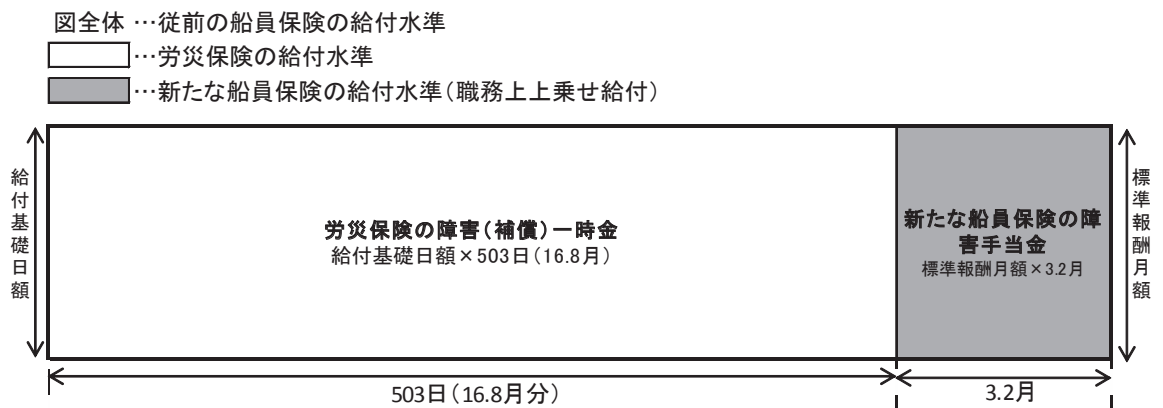 図全体 …従前の船員保険の給付水準
…労災保険の給付水準
…新たな船員保険の給付水準(職務上上乗せ給付)
給付基礎日額
労災保険の障害(補償)一時金
給付基礎日額×503日(16.8月)
新たな船員保険の障
害手当金
標準報酬月額×3.2月
標準報酬月額
503日(16.8月分)
3.2月